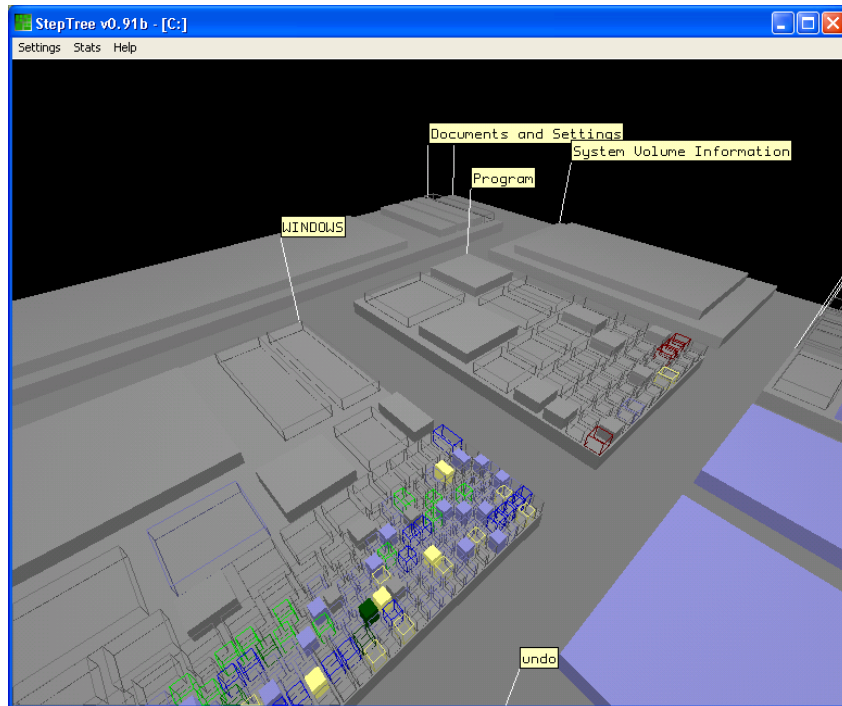 StepTree v0.91b - [C:]
Settings Stats Help
Documents and Settings
System Volume Information
Program
WINDOWS
undo